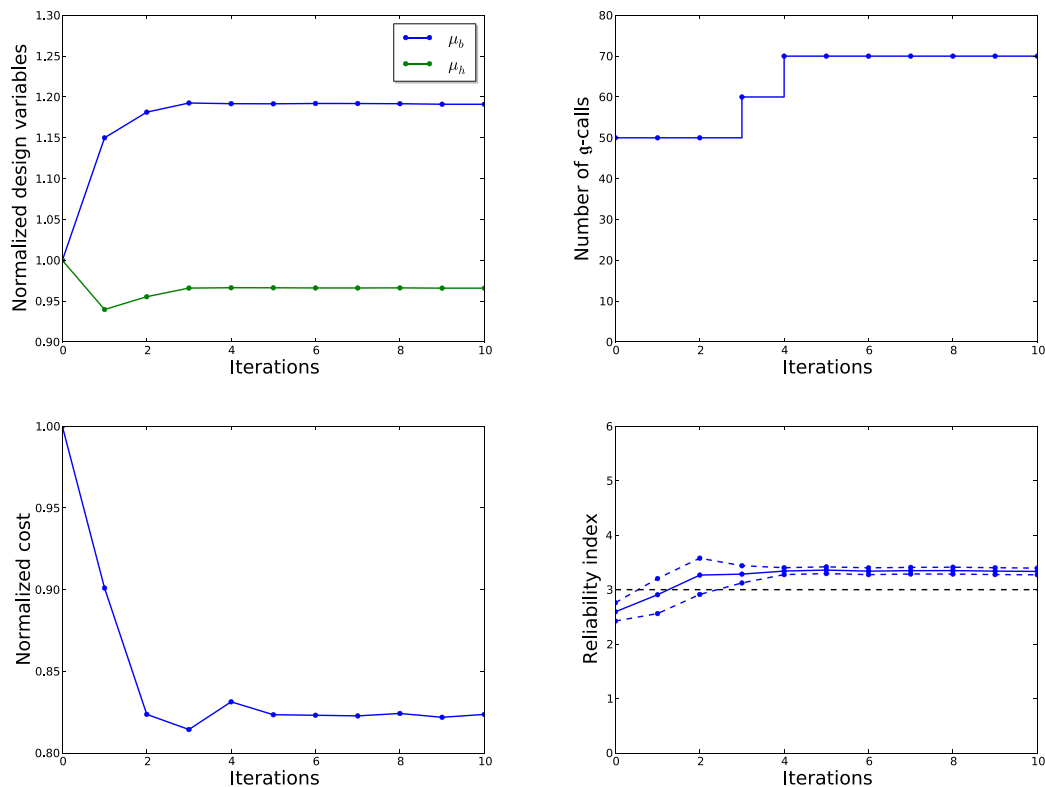 1.30
1.25
1.20
1.15
1.10
1.05
1.00
0.95
0.90
Normalized design variables
0 2 4 6 8 10
Iterations
μ_b
μ_h
80
70
60
50
40
30
20
10
0
Number of 𝔤-calls
0 2 4 6 8 10
Iterations
1.00
0.95
0.90
0.85
0.80
Normalized cost
0 2 4 6 8 10
Iterations
6
5
4
3
2
1
0
Reliability index
0 2 4 6 8 10
Iterations